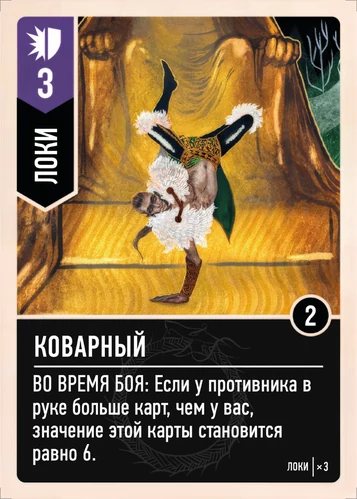 3
ЛОКИ
2
КОВАРНЫЙ
ВО ВРЕМЯ БОЯ: Если у противника в
руке больше карт, чем у вас,
значение этой карты становится
равно 6.
ЛОКИ | ×3